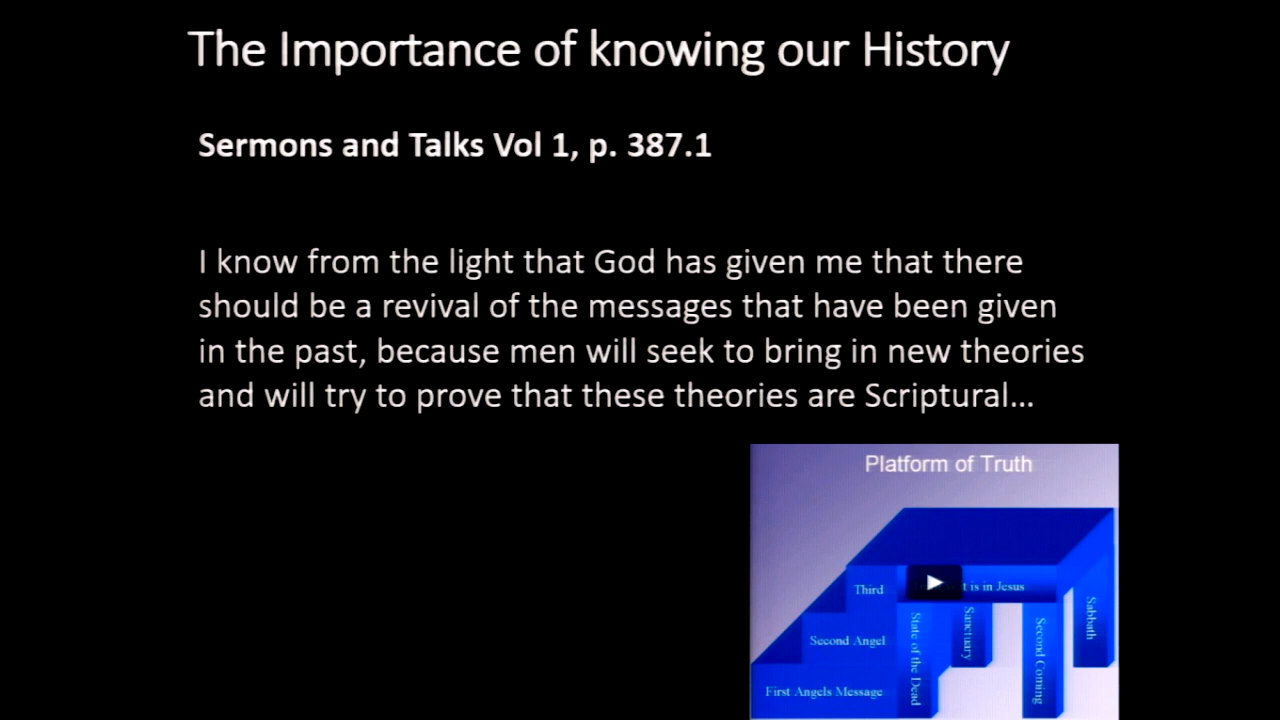 The Importance of knowing our History
Sermons and Talks Vol 1, p. 387.1
I know from the light that God has given me that there
should be a revival of the messages that have been given
in the past, because men will seek to bring in new theories
and will try to prove that these theories are Scriptural...
Platform of Truth
Third
is in Jesus
Second Angel
First Angels Message
State of the Dead
Sanctuary
Second Coming
Sabbath